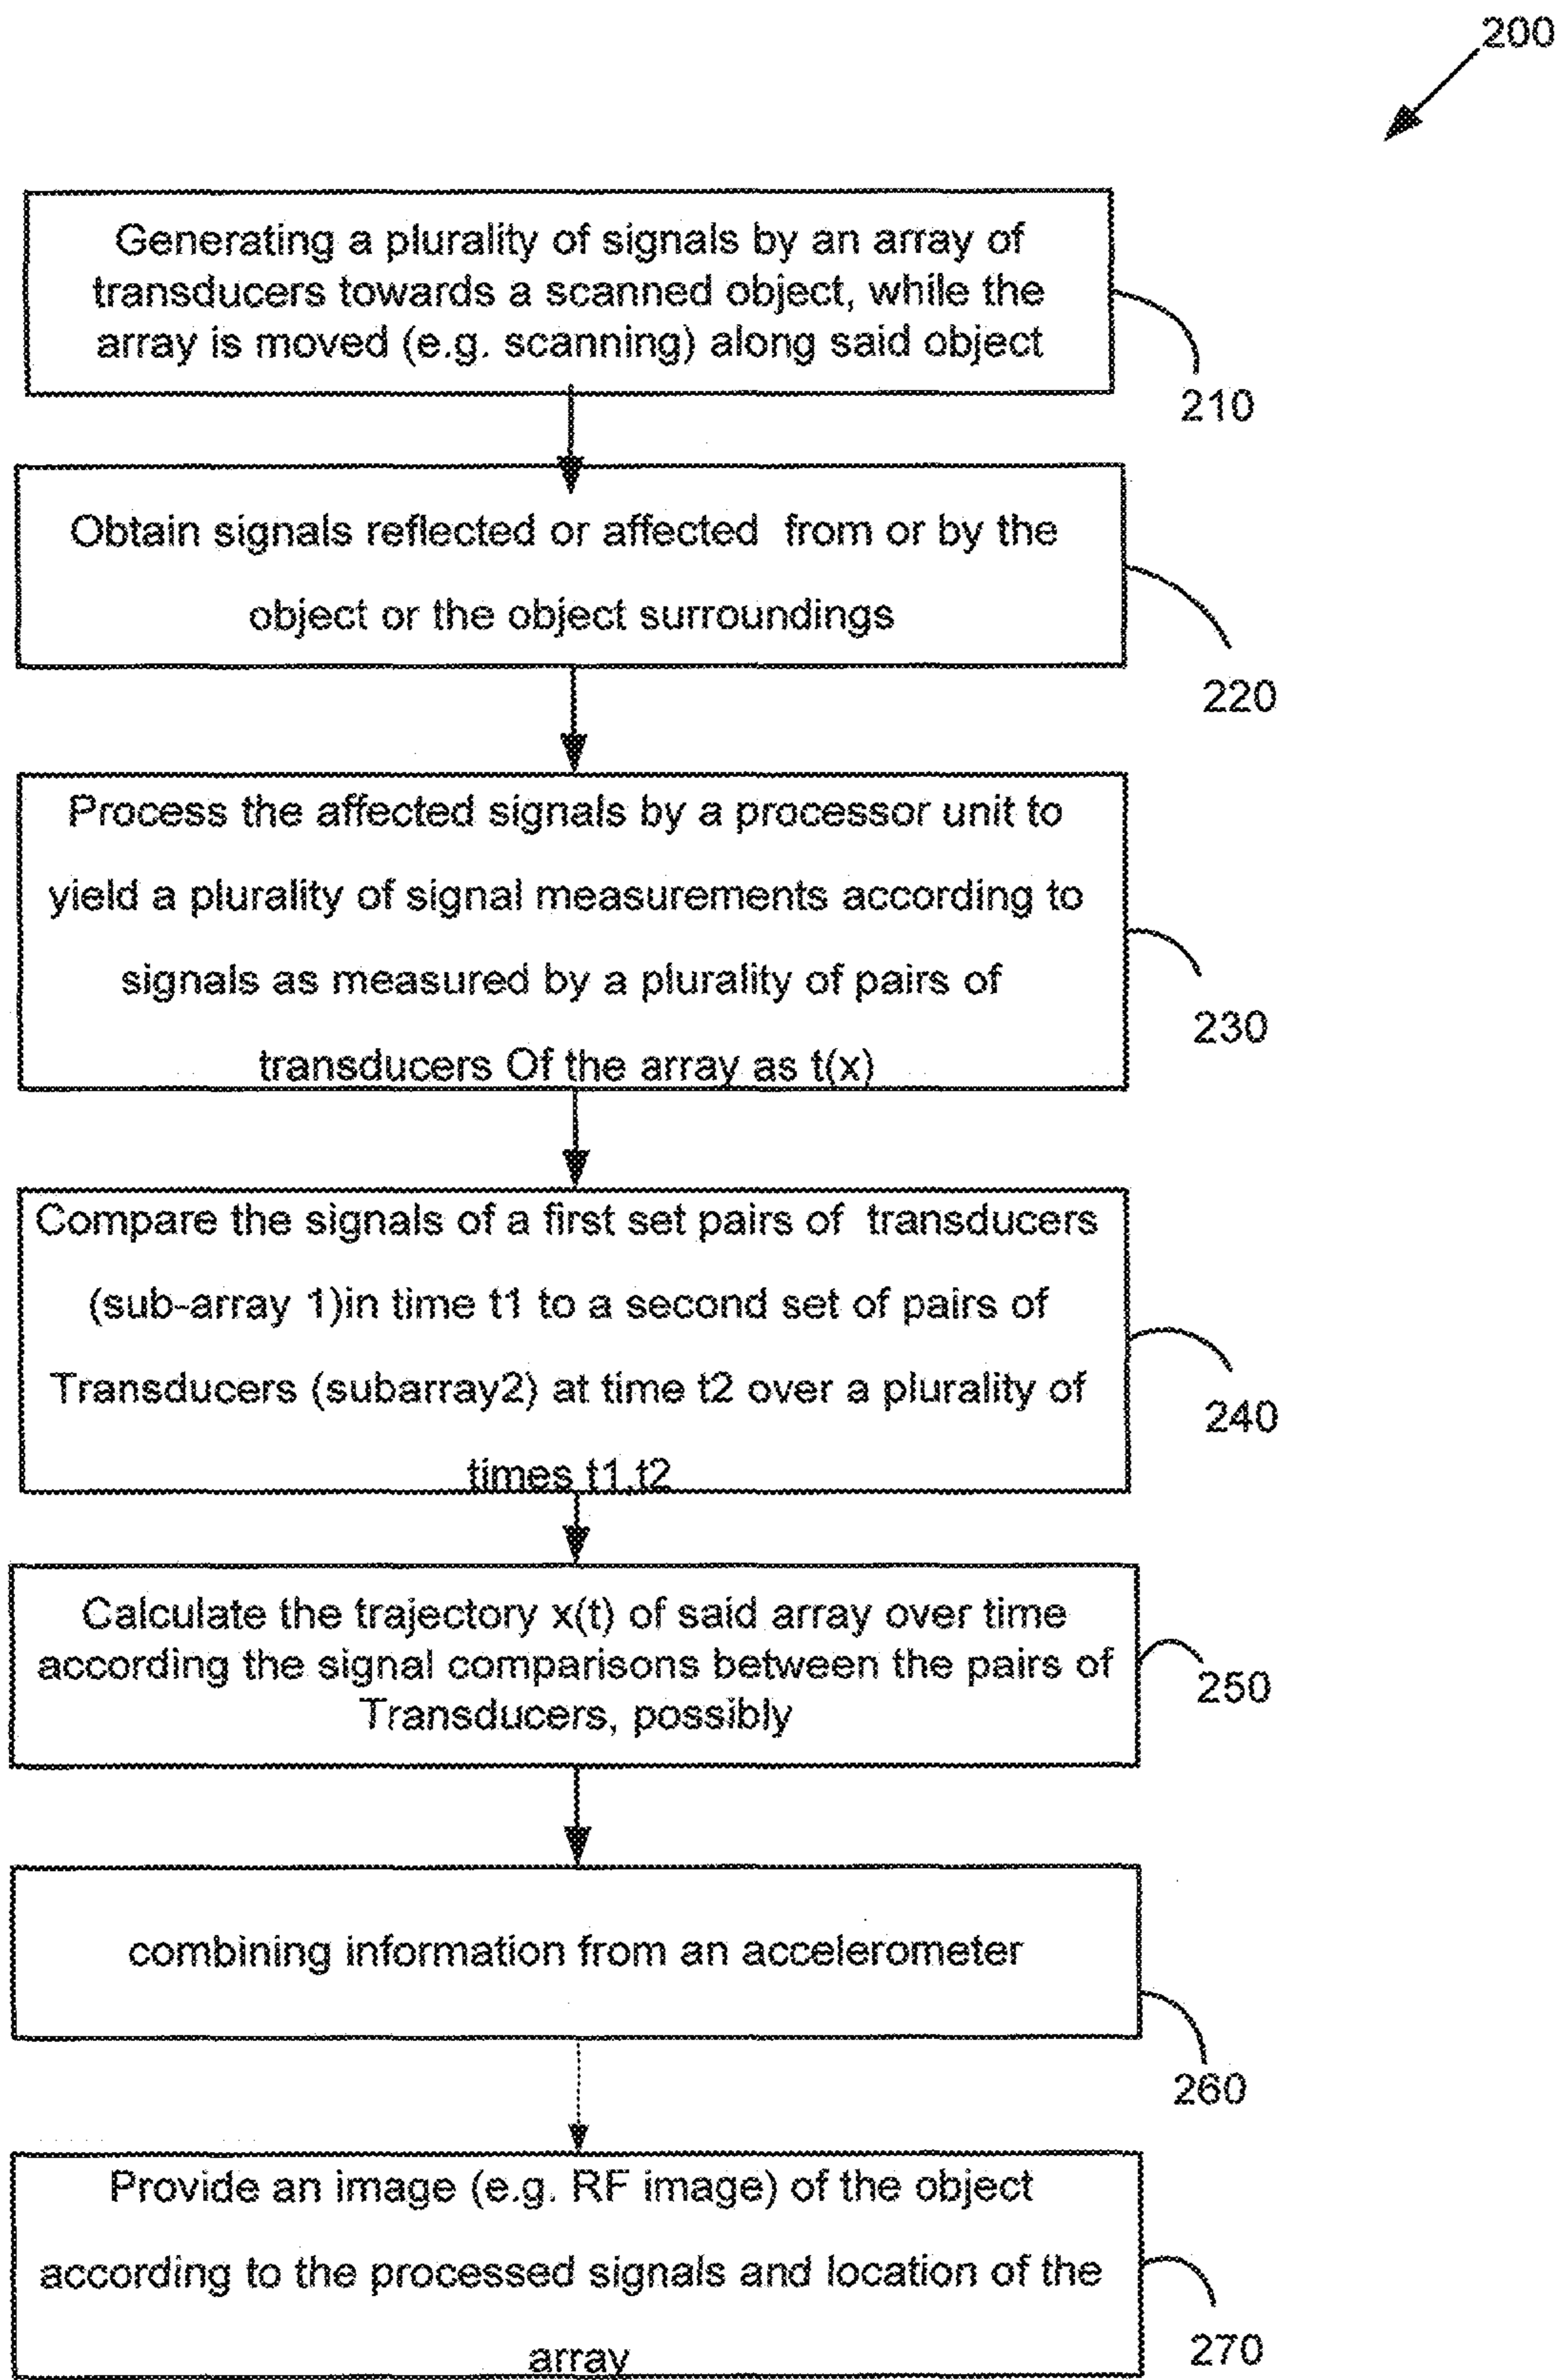 200
Generating a plurality of signals by an array of
transducers towards a scanned object, while the
array is moved (e.g. scanning) along said object
210
Obtain signals reflected or affected from or by the
object or the object surroundings
220
Process the affected signals by a processor unit to
yield a plurality of signal measurements according to
signals as measured by a plurality of pairs of
transducers Of the array as t(x)
230
Compare the signals of a first set pairs of transducers
(sub-array 1)in time t1 to a second set of pairs of
Transducers (subarray2) at time t2 over a plurality of
times t1,t2
240
Calculate the trajectory x(t) of said array over time
according the signal comparisons between the pairs of
Transducers, possibly
250
combining information from an accelerometer
260
Provide an image (e.g. RF image) of the object
according to the processed signals and location of the
array
270